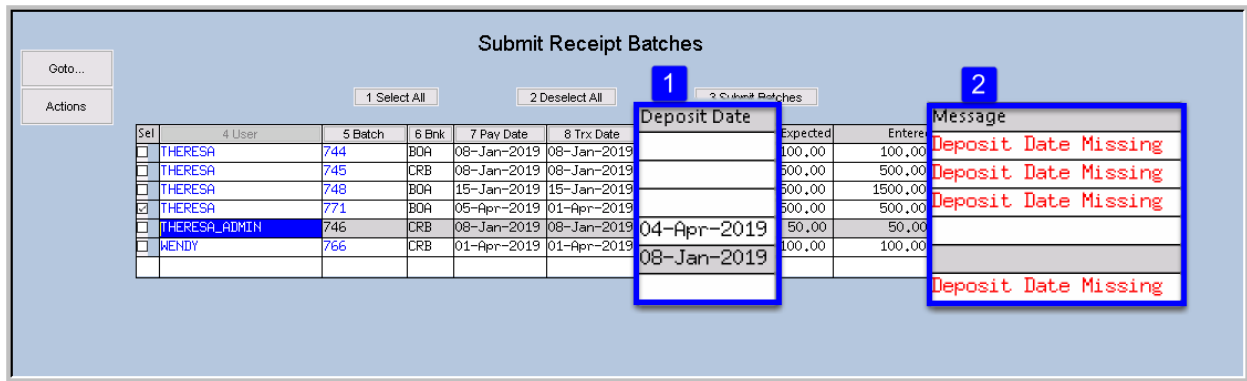 Submit Receipt Batches
Goto...
Actions
1 Select All 2 Deselect All 3 Submit Batches
1
2
Sel 4 User 5 Batch 6 Bnk 7 Pay Date 8 Trx Date Deposit Date Expected Entered Message
THERESA 744 BOA 08-Jan-2019 08-Jan-2019 100.00 100.00 Deposit Date Missing
THERESA 745 CRB 08-Jan-2019 08-Jan-2019 500.00 500.00 Deposit Date Missing
THERESA 748 BOA 15-Jan-2019 15-Jan-2019 500.00 1500.00 Deposit Date Missing
THERESA 771 BOA 05-Apr-2019 01-Apr-2019 04-Apr-2019 500.00 500.00
THERESA_ADMIN 746 CRB 08-Jan-2019 08-Jan-2019 08-Jan-2019 50.00 50.00
WENDY 766 CRB 01-Apr-2019 01-Apr-2019 100.00 100.00 Deposit Date Missing